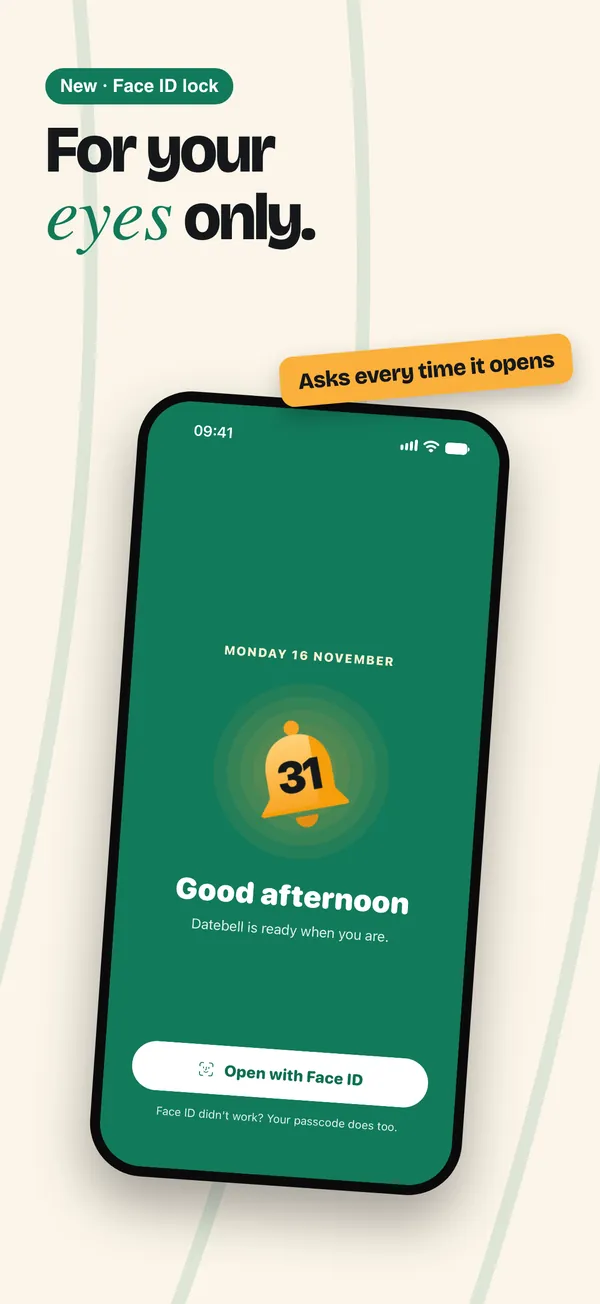 New · Face ID lock
For your
eyes only.
Asks every time it opens
09:41
MONDAY 16 NOVEMBER
31
Good afternoon
Datebell is ready when you are.
Open with Face ID
Face ID didn't work? Your passcode does too.